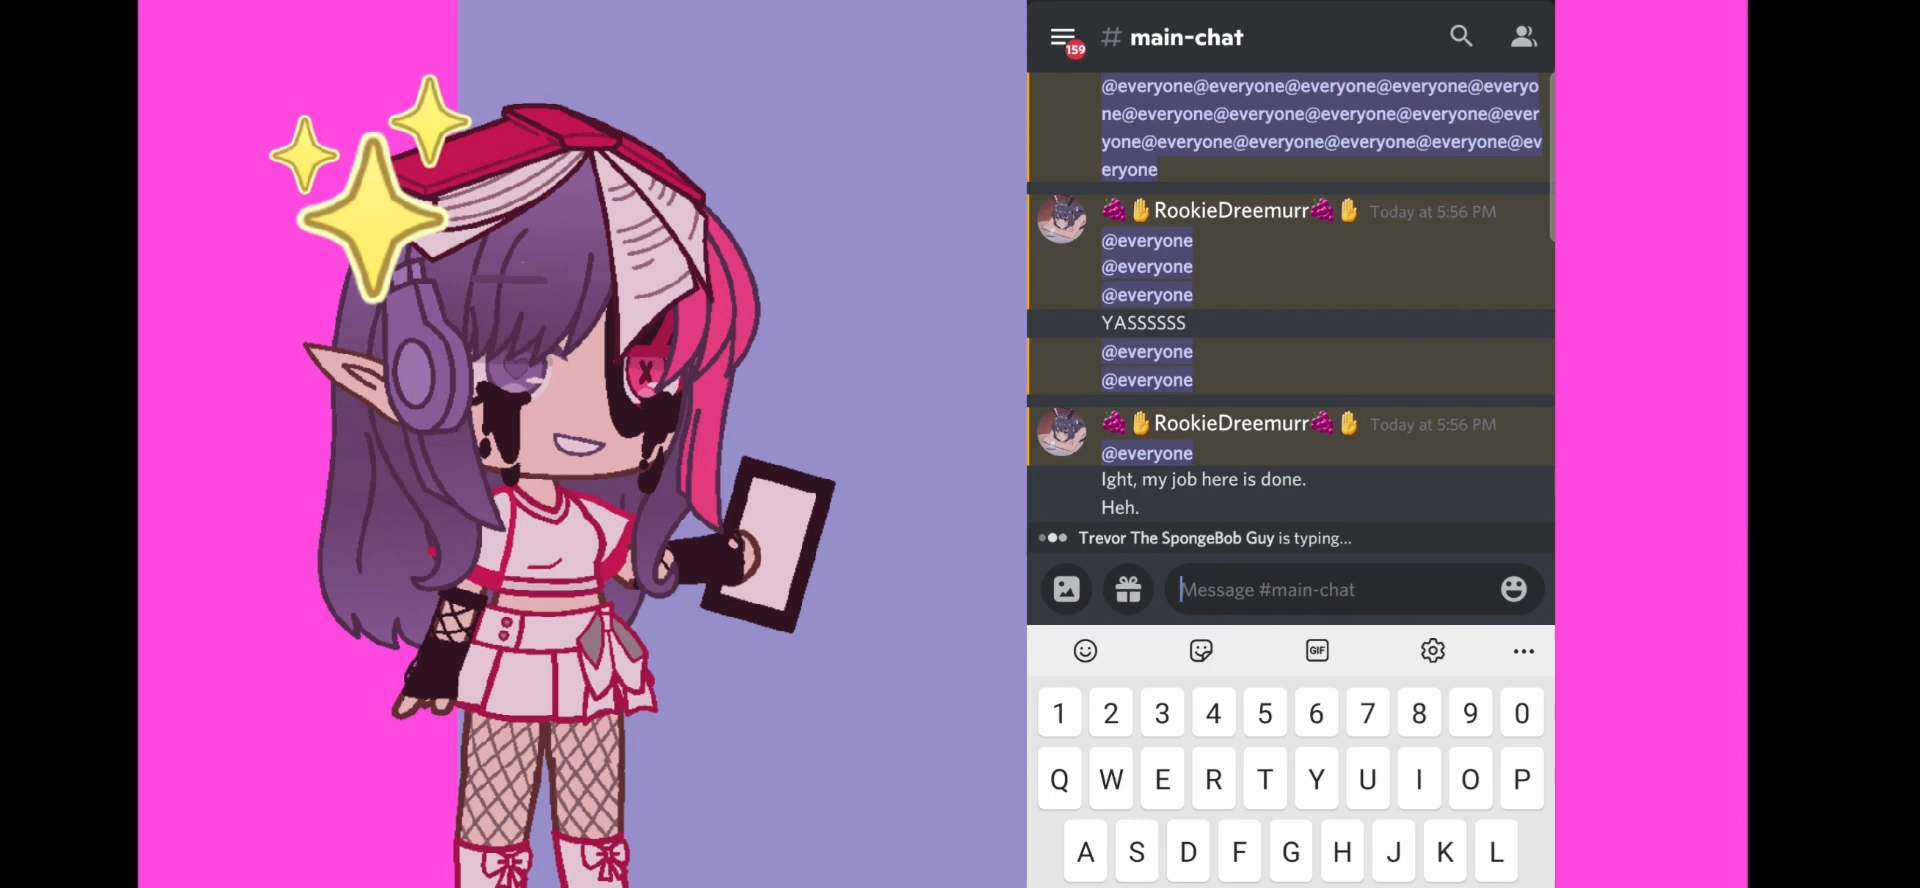 159
# main-chat
@everyone@everyone@everyone@everyone@everyo
ne@everyone@everyone@everyone@everyone@ever
yone@everyone@everyone@everyone@everyone@ev
eryone
🍇✋RookieDreemurr🍇✋ Today at 5:56 PM
@everyone
@everyone
@everyone
YASSSSSS
@everyone
@everyone
🍇✋RookieDreemurr🍇✋ Today at 5:56 PM
@everyone
Ight, my job here is done.
Heh.
Trevor The SpongeBob Guy is typing...
Message #main-chat
GIF
1 2 3 4 5 6 7 8 9 0
Q W E R T Y U I O P
A S D F G H J K L